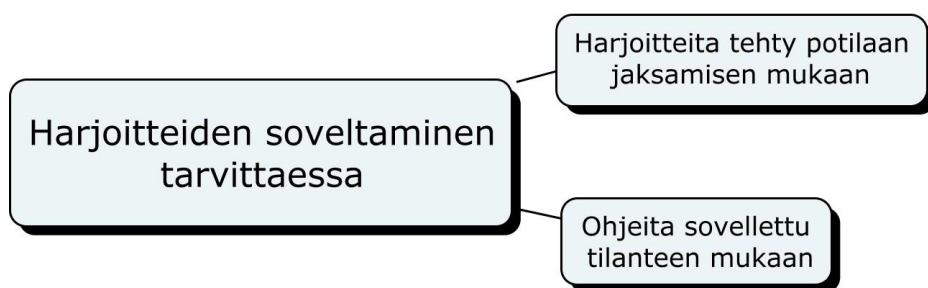 Harjoitteiden soveltaminen
tarvittaessa
Harjoitteita tehty potilaan
jaksamisen mukaan
Ohjeita sovellettu
tilanteen mukaan